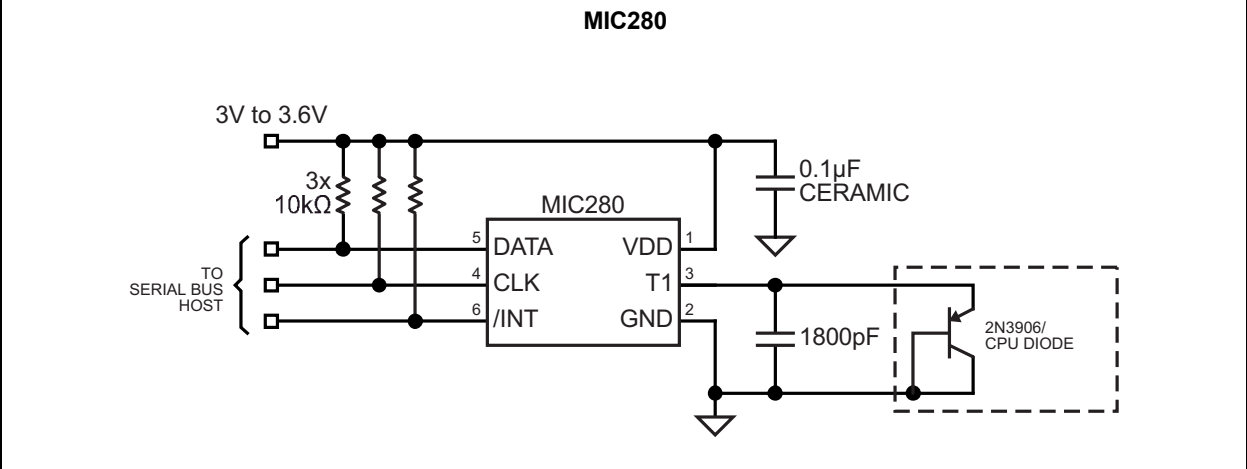 MIC280
3V to 3.6V
3x
10kΩ
0.1µF
CERAMIC
MIC280
TO
SERIAL BUS
HOST
5
DATA
VDD
1
4
CLK
T1
3
6
/INT
GND
2
1800pF
2N3906/
CPU DIODE